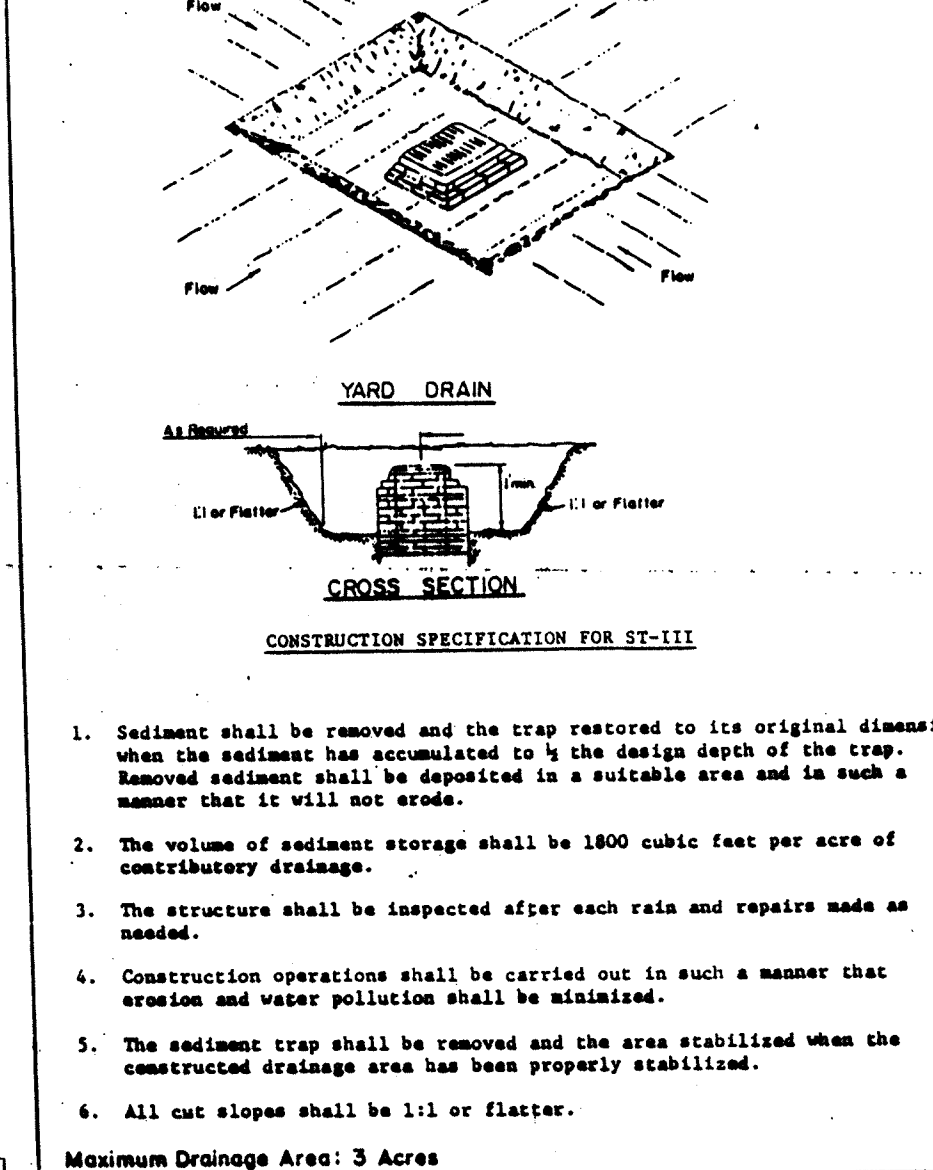 Flow
Flow
Flow
YARD DRAIN
As Required
1' min.
1:1 or Flatter
1:1 or Flatter
CROSS SECTION
CONSTRUCTION SPECIFICATION FOR ST-III
1. Sediment shall be removed and the trap restored to its original dimensi
when the sediment has accumulated to ½ the design depth of the trap.
Removed sediment shall be deposited in a suitable area and in such a
manner that it will not erode.
2. The volume of sediment storage shall be 1800 cubic feet per acre of
contributory drainage.
3. The structure shall be inspected after each rain and repairs made as
needed.
4. Construction operations shall be carried out in such a manner that
erosion and water pollution shall be minimized.
5. The sediment trap shall be removed and the area stabilized when the
constructed drainage area has been properly stabilized.
6. All cut slopes shall be 1:1 or flatter.
Maximum Drainage Area: 3 Acres